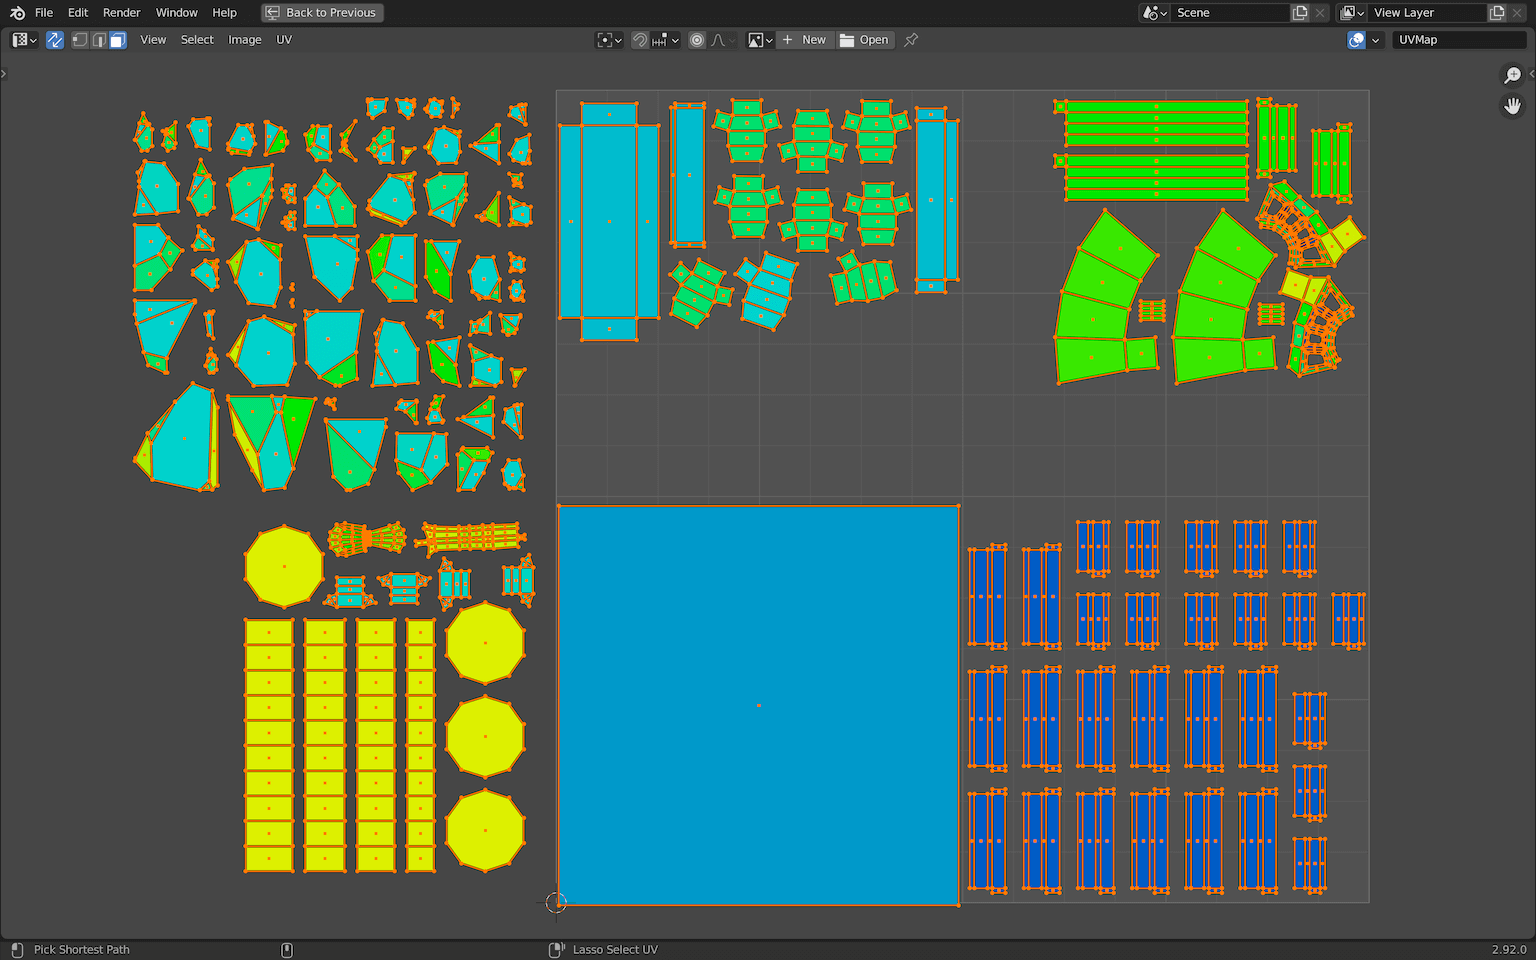 File Edit Render Window Help Back to Previous Scene View Layer
View Select Image UV New Open UVMap
Pick Shortest Path Lasso Select UV 2.92.0